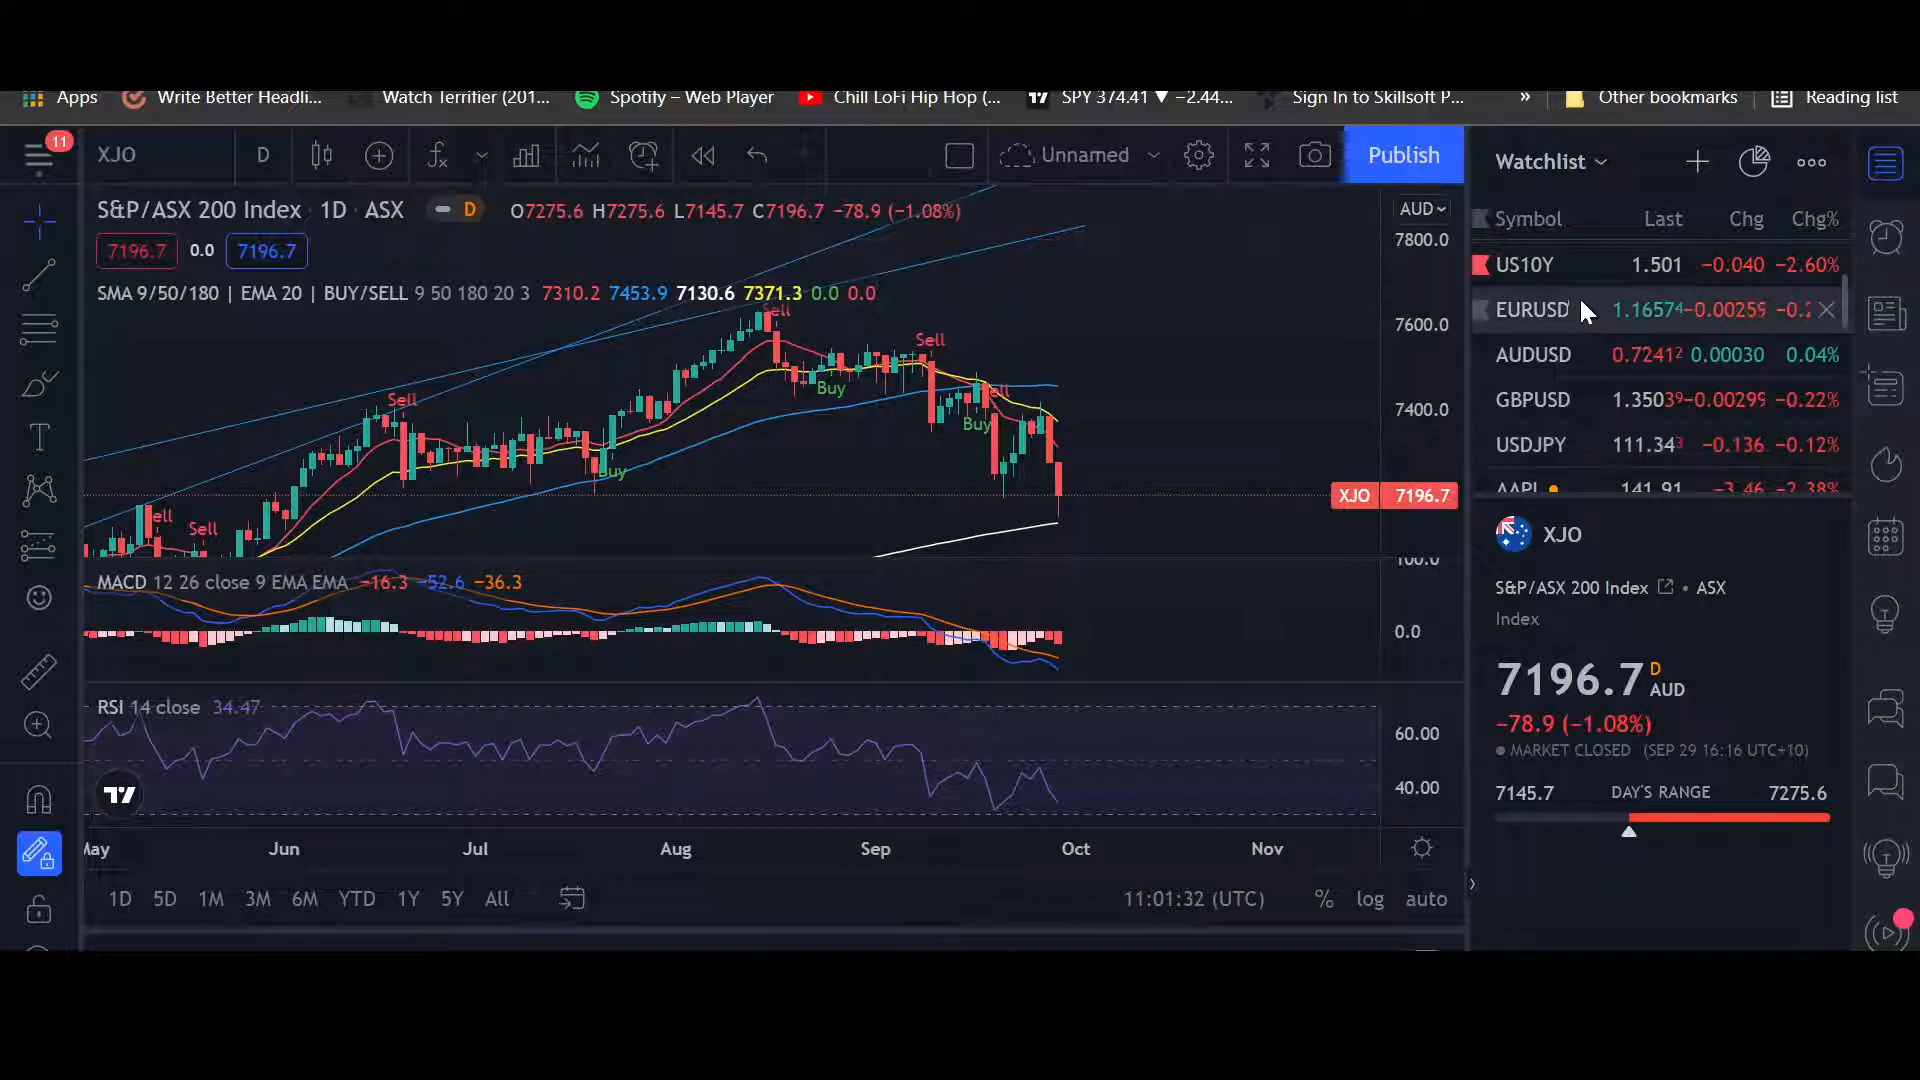 Apps Write Better Headli... Watch Terrifier (201... Spotify – Web Player Chill LoFi Hip Hop (... SPY 374.41 ▼ −2.44... Sign In to Skillsoft P... » Other bookmarks Reading list
11
XJO D Unnamed Publish
Watchlist
S&P/ASX 200 Index · 1D · ASX D O7275.6 H7275.6 L7145.7 C7196.7 −78.9 (−1.08%)
7196.7 0.0 7196.7
SMA 9/50/180 | EMA 20 | BUY/SELL 9 50 180 20 3 7310.2 7453.9 7130.6 7371.3 0.0 0.0
AUD
7800.0
7600.0
7400.0
XJO 7196.7
Sell
Sell
Sell
Buy
Buy
Buy
Sell
MACD 12 26 close 9 EMA EMA −16.3 −52.6 −36.3
100.0
0.0
RSI 14 close 34.47
60.00
40.00
May Jun Jul Aug Sep Oct Nov
1D 5D 1M 3M 6M YTD 1Y 5Y All 11:01:32 (UTC) % log auto
Symbol Last Chg Chg%
US10Y 1.501 −0.040 −2.60%
EURUSD 1.16574 −0.00259 −0.2
AUDUSD 0.72412 0.00030 0.04%
GBPUSD 1.35039 −0.00299 −0.22%
USDJPY 111.343 −0.136 −0.12%
AAPL 141.91 −3.46 −2.38%
XJO
S&P/ASX 200 Index • ASX
Index
7196.7 D AUD
−78.9 (−1.08%)
MARKET CLOSED (SEP 29 16:16 UTC+10)
7145.7 DAY'S RANGE 7275.6